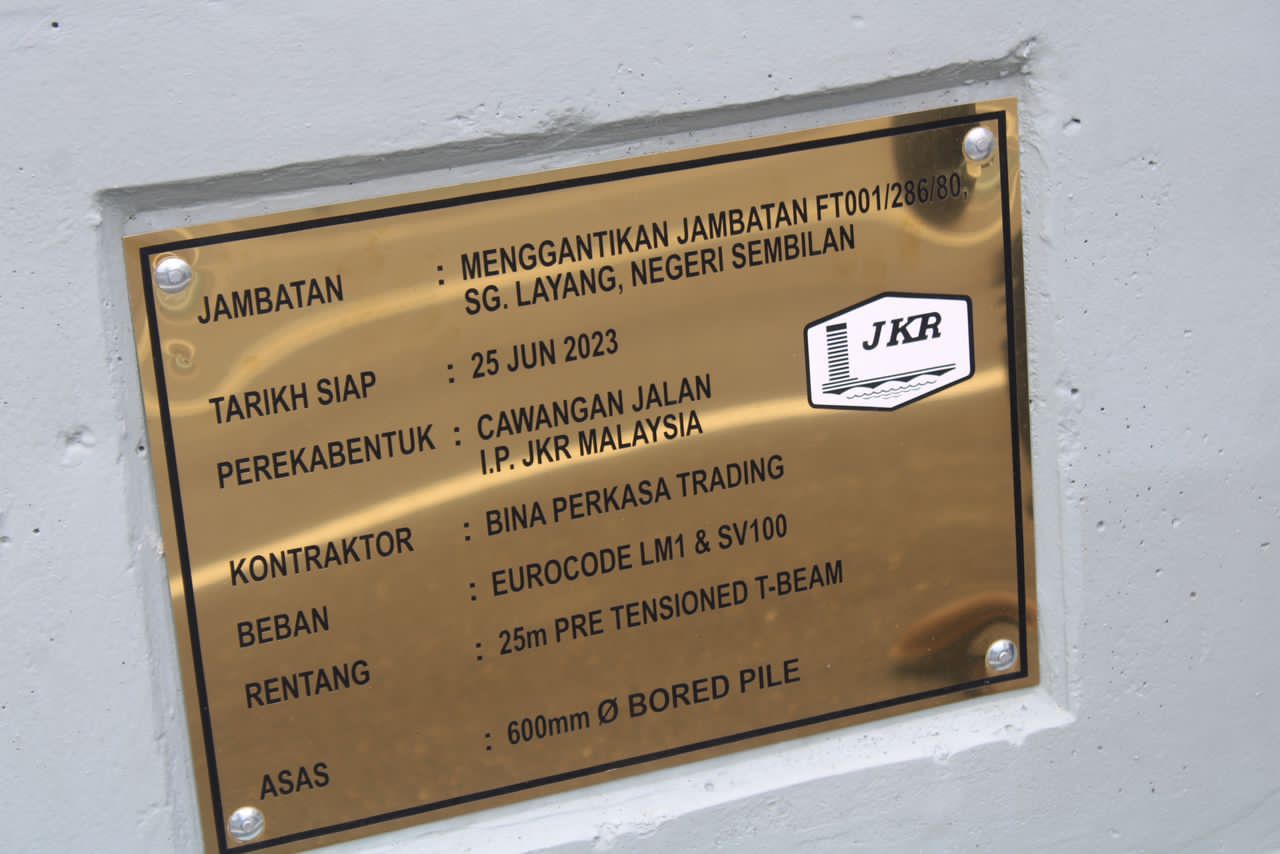 JAMBATAN : MENGGANTIKAN JAMBATAN FT001/286/80,
SG. LAYANG, NEGERI SEMBILAN
JKR
TARIKH SIAP : 25 JUN 2023
PEREKABENTUK : CAWANGAN JALAN
I.P. JKR MALAYSIA
KONTRAKTOR : BINA PERKASA TRADING
BEBAN : EUROCODE LM1 & SV100
RENTANG : 25m PRE TENSIONED T-BEAM
ASAS : 600mm Ø BORED PILE